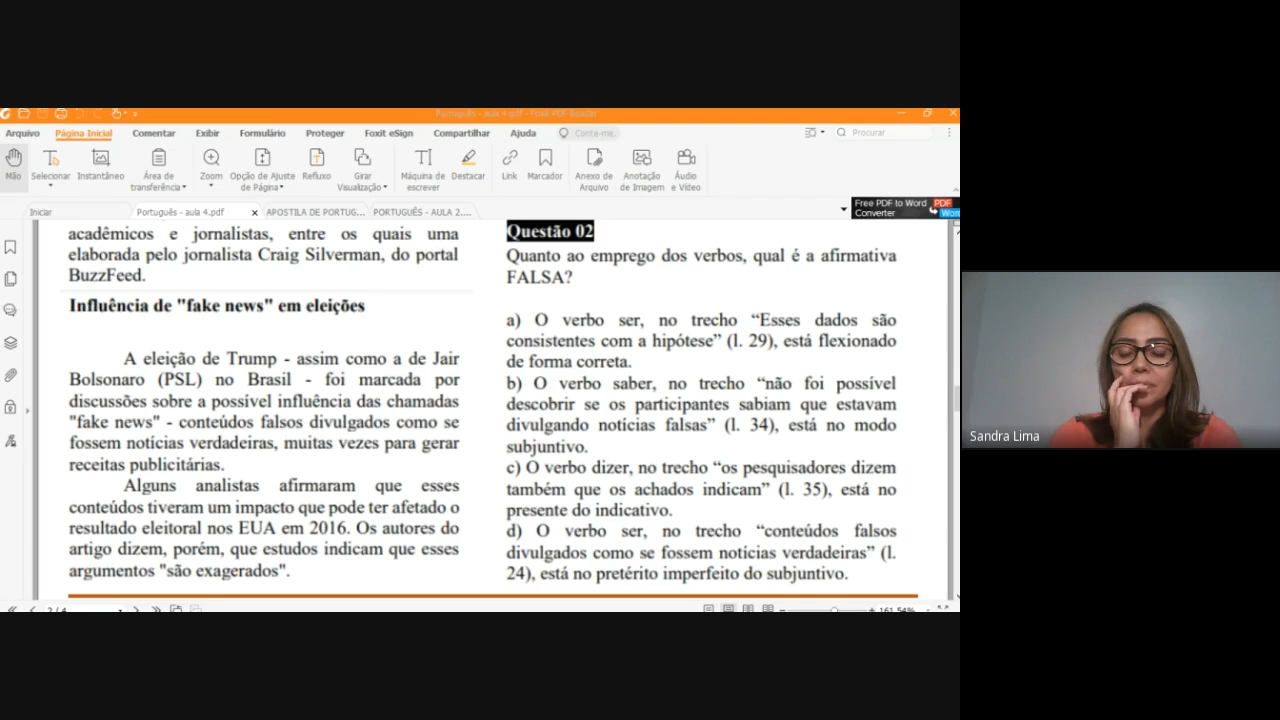 Português - aula 4.pdf - Foxit PDF Reader
Arquivo Página Inicial Comentar Exibir Formulário Proteger Foxit eSign Compartilhar Ajuda Conte-me. Procurar
Mão Selecionar Instantâneo Área de transferência Zoom Opção de Ajuste de Página Refluxo Girar Visualização Máquina de escrever Destacar Link Marcador Anexo de Arquivo Anotação de Imagem Áudio e Vídeo
Iniciar Português - aula 4.pdf APOSTILA DE PORTUG... PORTUGUÊS - AULA 2....
Free PDF to Word
Converter
PDF
Word
acadêmicos e jornalistas, entre os quais uma
elaborada pelo jornalista Craig Silverman, do portal
BuzzFeed.
Influência de "fake news" em eleições
A eleição de Trump - assim como a de Jair
Bolsonaro (PSL) no Brasil - foi marcada por
discussões sobre a possível influência das chamadas
"fake news" - conteúdos falsos divulgados como se
fossem notícias verdadeiras, muitas vezes para gerar
receitas publicitárias.
Alguns analistas afirmaram que esses
conteúdos tiveram um impacto que pode ter afetado o
resultado eleitoral nos EUA em 2016. Os autores do
artigo dizem, porém, que estudos indicam que esses
argumentos "são exagerados".
Questão 02
Quanto ao emprego dos verbos, qual é a afirmativa
FALSA?
a) O verbo ser, no trecho “Esses dados são
consistentes com a hipótese” (l. 29), está flexionado
de forma correta.
b) O verbo saber, no trecho “não foi possível
descobrir se os participantes sabiam que estavam
divulgando notícias falsas” (l. 34), está no modo
subjuntivo.
c) O verbo dizer, no trecho “os pesquisadores dizem
também que os achados indicam” (l. 35), está no
presente do indicativo.
d) O verbo ser, no trecho “conteúdos falsos
divulgados como se fossem notícias verdadeiras” (l.
24), está no pretérito imperfeito do subjuntivo.
161.54%
Sandra Lima